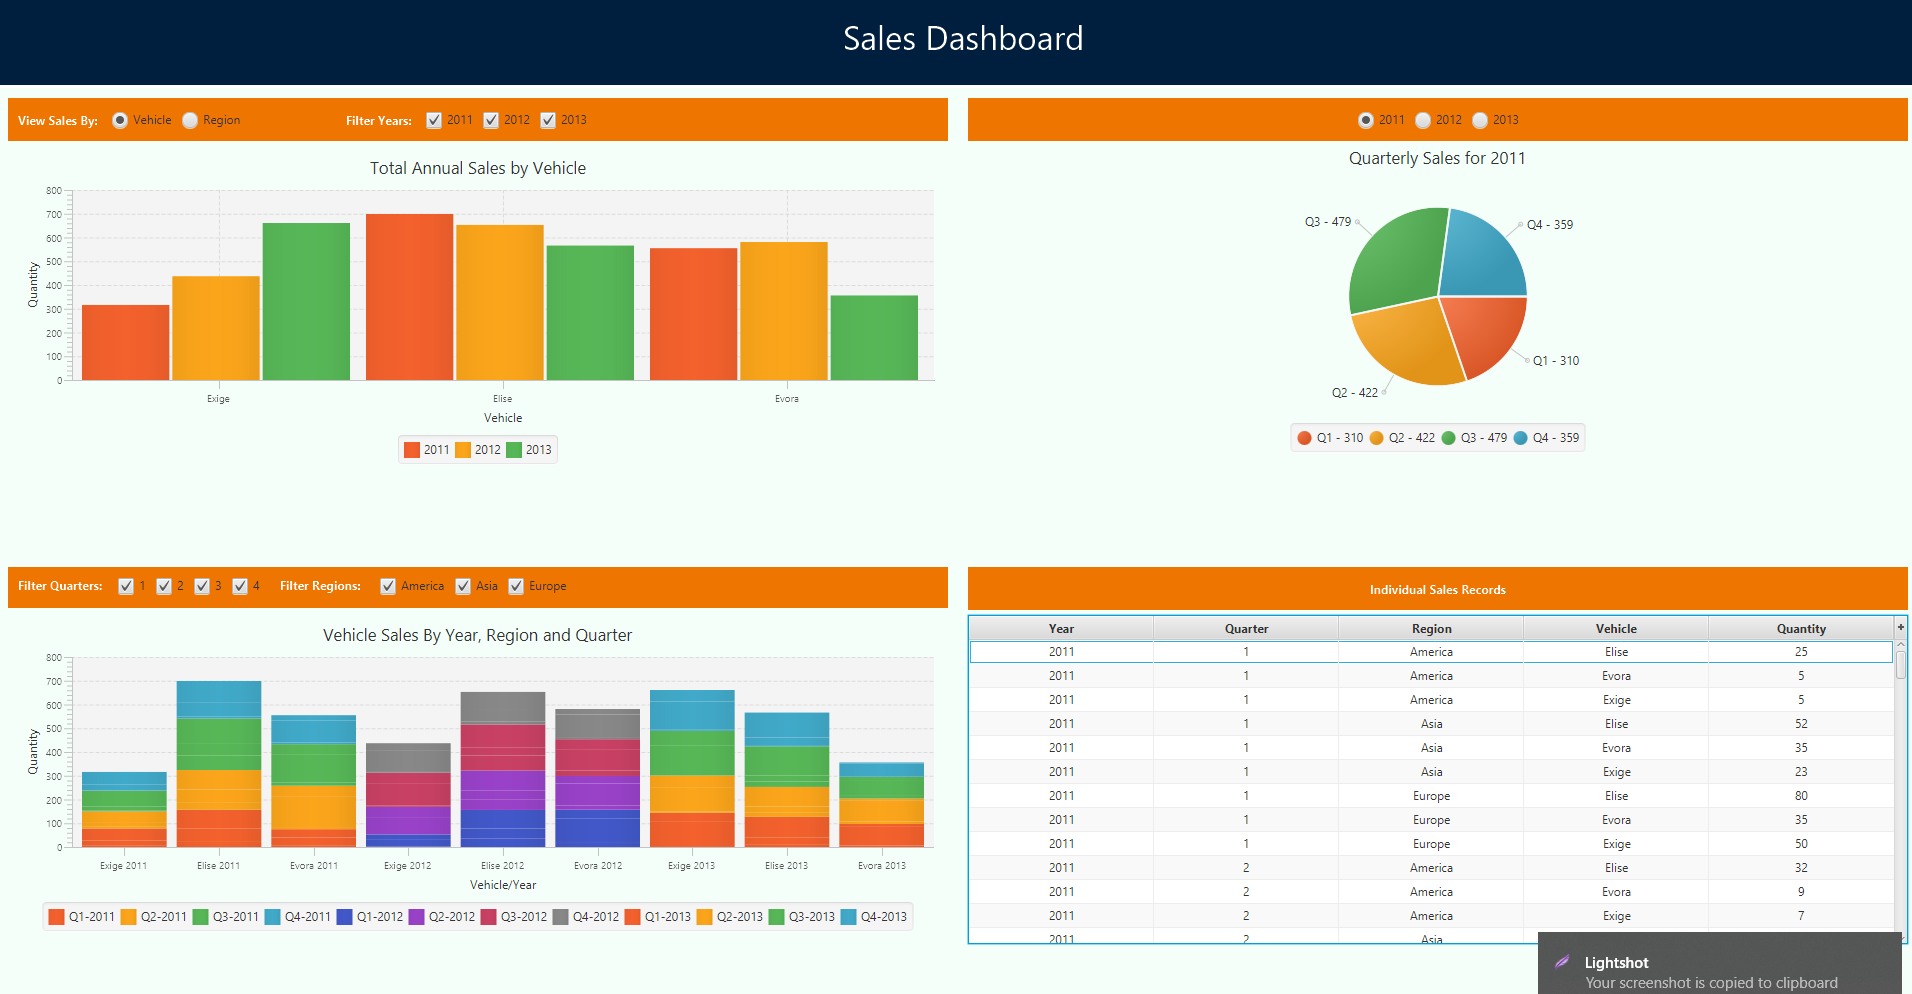 Sales Dashboard
View Sales By: Vehicle Region Filter Years: 2011 2012 2013
Total Annual Sales by Vehicle
800
700
600
500
400
300
200
100
0
Quantity
Exige Elise Evora
Vehicle
2011 2012 2013
2011 2012 2013
Quarterly Sales for 2011
Q3 - 479
Q4 - 359
Q1 - 310
Q2 - 422
Q1 - 310 Q2 - 422 Q3 - 479 Q4 - 359
Filter Quarters: 1 2 3 4 Filter Regions: America Asia Europe
Vehicle Sales By Year, Region and Quarter
800
700
600
500
400
300
200
100
0
Quantity
Exige 2011 Elise 2011 Evora 2011 Exige 2012 Elise 2012 Evora 2012 Exige 2013 Elise 2013 Evora 2013
Vehicle/Year
Q1-2011 Q2-2011 Q3-2011 Q4-2011 Q1-2012 Q2-2012 Q3-2012 Q4-2012 Q1-2013 Q2-2013 Q3-2013 Q4-2013
Individual Sales Records
Year Quarter Region Vehicle Quantity +
2011 1 America Elise 25
2011 1 America Evora 5
2011 1 America Exige 5
2011 1 Asia Elise 52
2011 1 Asia Evora 35
2011 1 Asia Exige 23
2011 1 Europe Elise 80
2011 1 Europe Evora 35
2011 1 Europe Exige 50
2011 2 America Elise 32
2011 2 America Evora 9
2011 2 America Exige 7
2011 2 Asia
Lightshot
Your screenshot is copied to clipboard